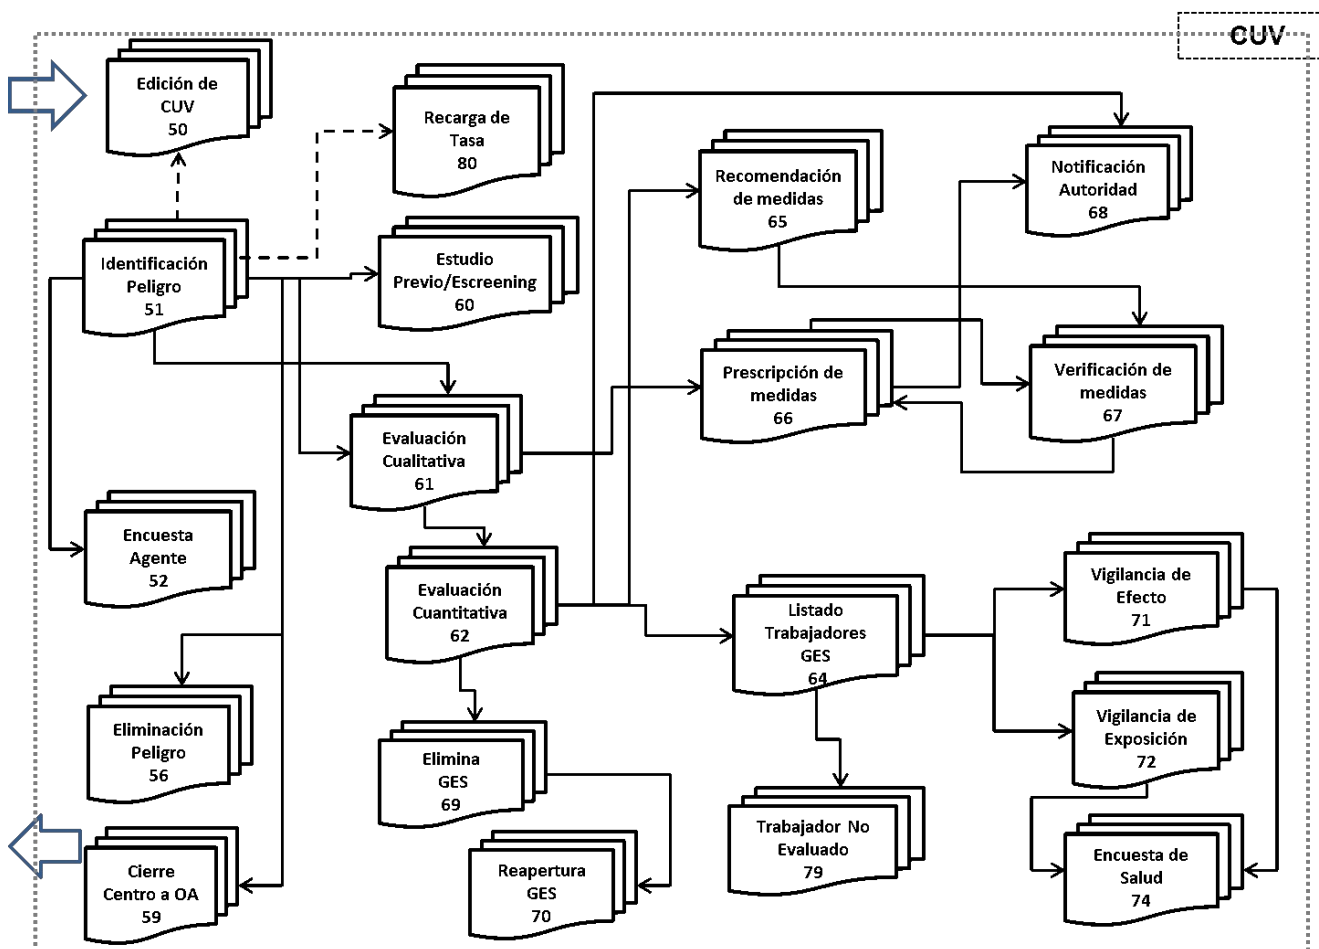 CUV
Edición de
CUV
50
Recarga de
Tasa
80
Recomendación
de medidas
65
Notificación
Autoridad
68
Identificación
Peligro
51
Estudio
Previo/Escreening
60
Prescripción de
medidas
66
Verificación de
medidas
67
Evaluación
Cualitativa
61
Encuesta
Agente
52
Evaluación
Cuantitativa
62
Listado
Trabajadores
GES
64
Vigilancia de
Efecto
71
Eliminación
Peligro
56
Elimina
GES
69
Vigilancia de
Exposición
72
Trabajador No
Evaluado
79
Cierre
Centro a OA
59
Reapertura
GES
70
Encuesta de
Salud
74